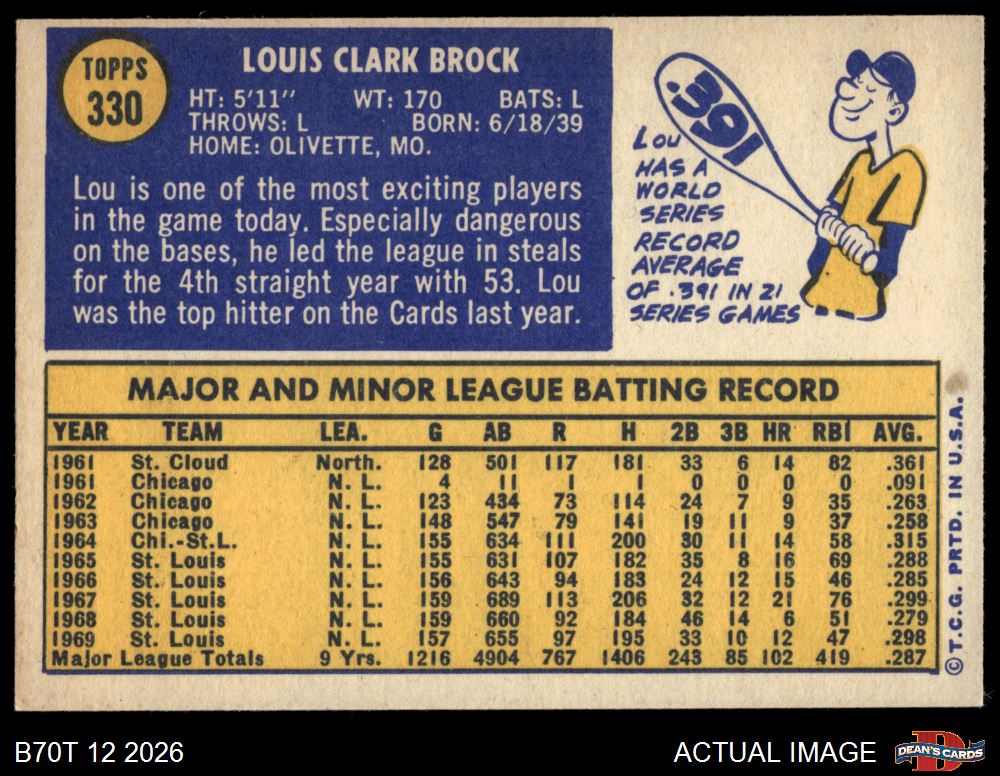 TOPPS
330
LOUIS CLARK BROCK
HT: 5'11" WT: 170 BATS: L
THROWS: L BORN: 6/18/39
HOME: OLIVETTE, MO.
Lou is one of the most exciting players
in the game today. Especially dangerous
on the bases, he led the league in steals
for the 4th straight year with 53. Lou
was the top hitter on the Cards last year.
.391
LOU
HAS A
WORLD
SERIES
RECORD
AVERAGE
OF .391 IN 21
SERIES GAMES
MAJOR AND MINOR LEAGUE BATTING RECORD
YEAR TEAM LEA. G AB R H 2B 3B HR RBI AVG.
1961 St. Cloud North. 128 501 117 181 33 6 14 82 .361
1961 Chicago N. L. 4 11 1 1 0 0 0 0 .091
1962 Chicago N. L. 123 434 73 114 24 7 9 35 .263
1963 Chicago N. L. 148 547 79 141 19 11 9 37 .258
1964 Chi.-St.L. N. L. 155 634 111 200 30 11 14 58 .315
1965 St. Louis N. L. 155 631 107 182 35 8 16 69 .288
1966 St. Louis N. L. 156 643 94 183 24 12 15 46 .285
1967 St. Louis N. L. 159 689 113 206 32 12 21 76 .299
1968 St. Louis N. L. 159 660 92 184 46 14 6 51 .279
1969 St. Louis N. L. 157 655 97 195 33 10 12 47 .298
Major League Totals 9 Yrs. 1216 4904 767 1406 243 85 102 419 .287
© T.C.G. PRTD. IN U.S.A.
B70T 12 2026
ACTUAL IMAGE
D
DEAN'S CARDS